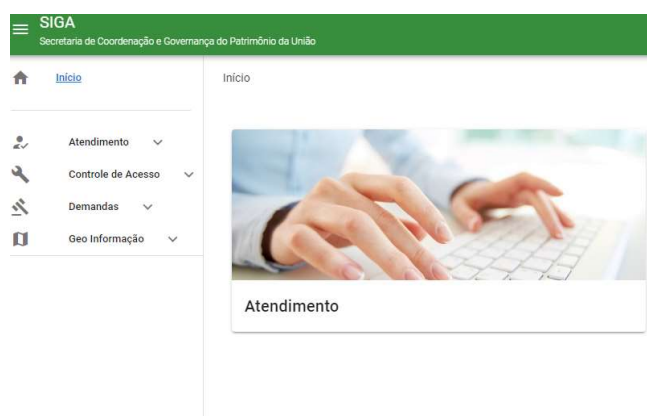 SIGA
Secretaria de Coordenação e Governança do Patrimônio da União
Início
Início
Atendimento
Controle de Acesso
Demandas
Geo Informação
Atendimento